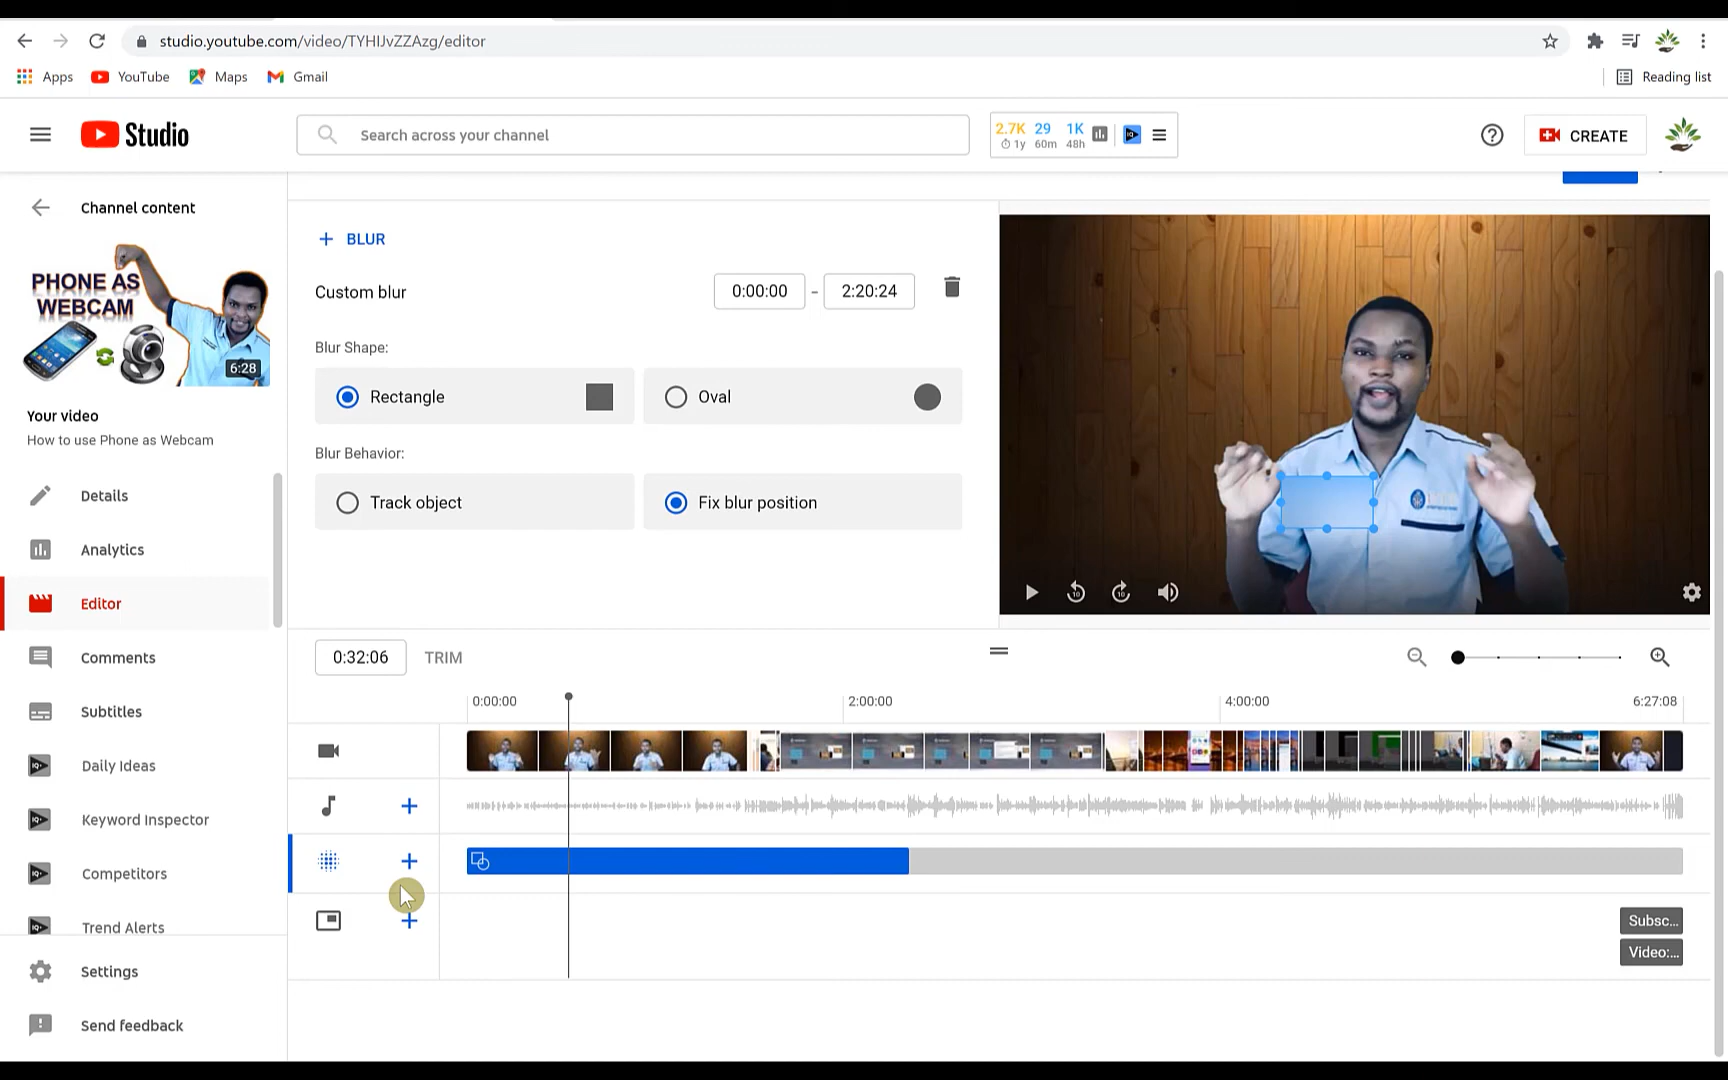 studio.youtube.com/video/TYHIJvZZAzg/editor
Apps YouTube Maps Gmail Reading list
Studio
Search across your channel
2.7K 29 1K
1y 60m 48h
CREATE
Channel content
PHONE AS
WEBCAM
6:28
Your video
How to use Phone as Webcam
Details
Analytics
Editor
Comments
Subtitles
Daily Ideas
Keyword Inspector
Competitors
Trend Alerts
Settings
Send feedback
+ BLUR
Custom blur 0:00:00 - 2:20:24
Blur Shape:
Rectangle Oval
Blur Behavior:
Track object Fix blur position
10 10
0:32:06 TRIM
0:00:00 2:00:00 4:00:00 6:27:08
Subsc...
Video:...